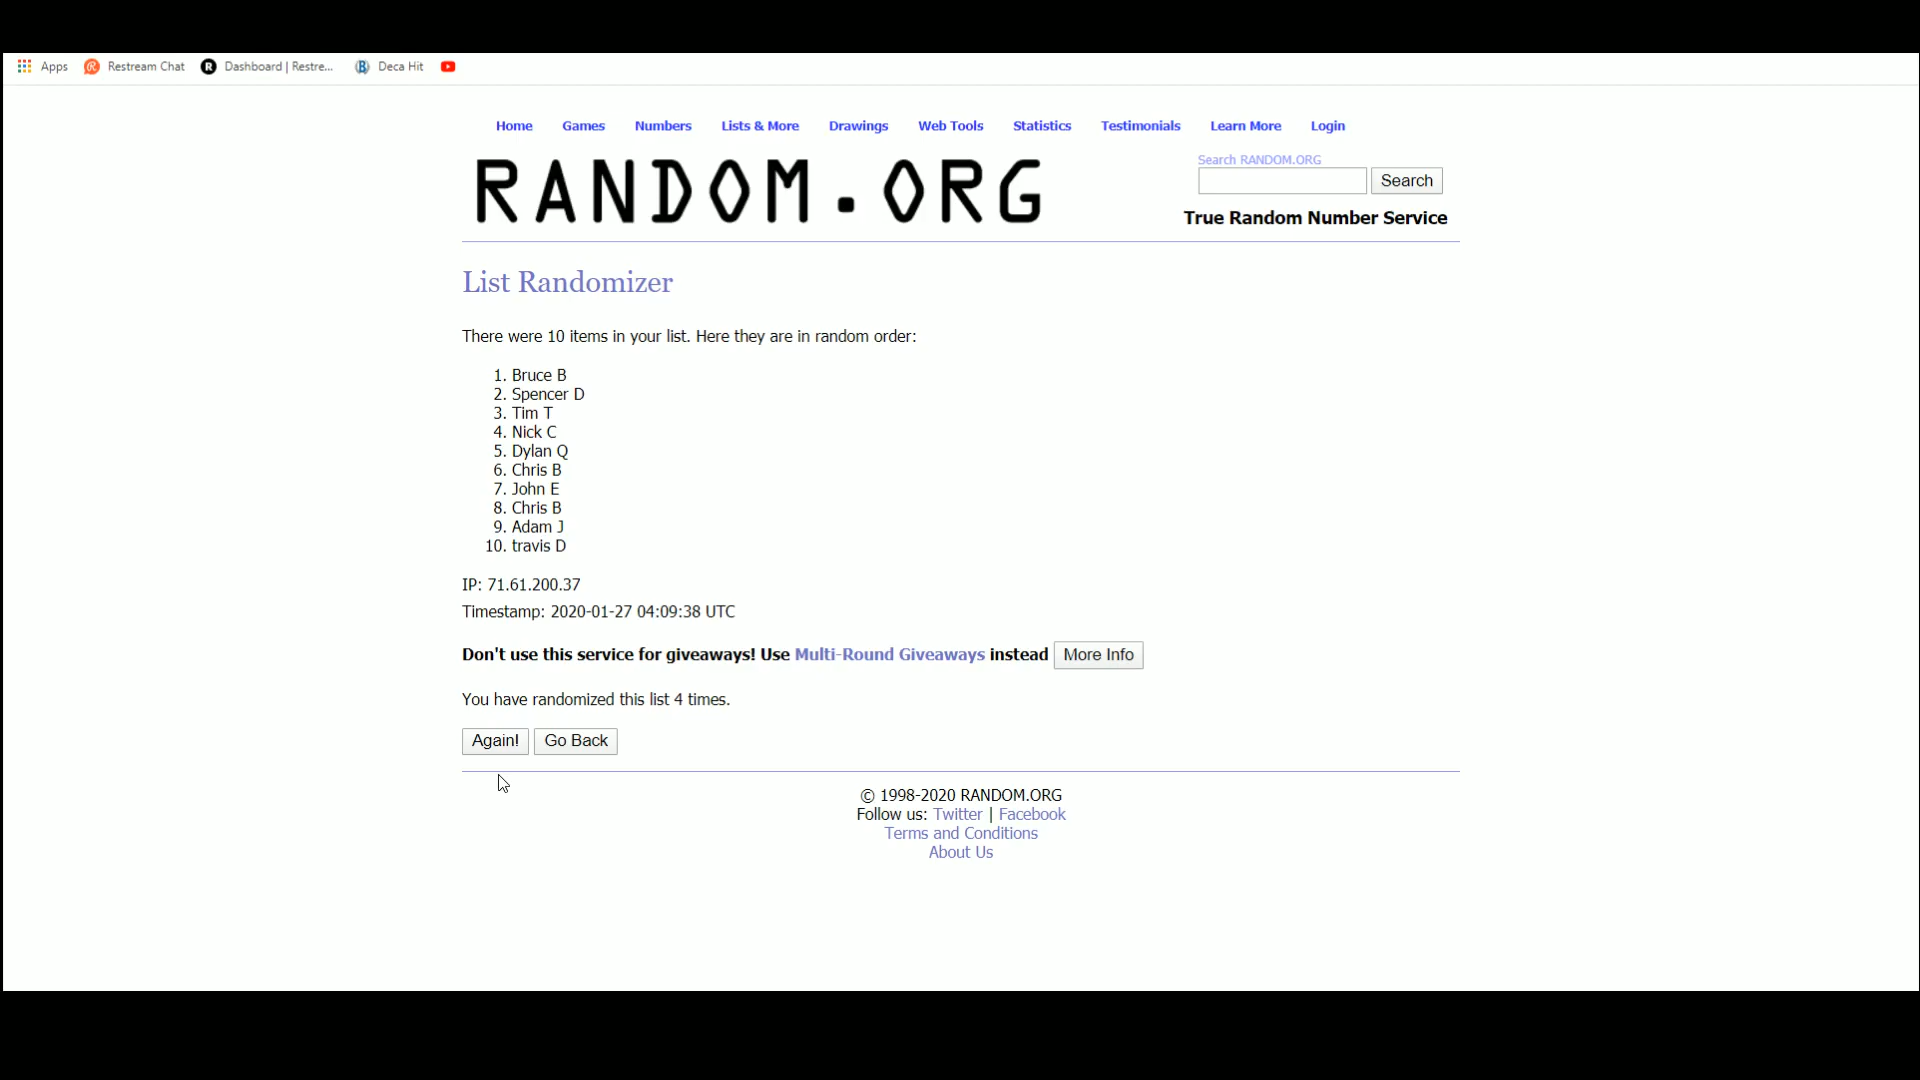 Apps Restream Chat Dashboard | Restre... Deca Hit
Home Games Numbers Lists & More Drawings Web Tools Statistics Testimonials Learn More Login
RANDOM.ORG
Search RANDOM.ORG
Search
True Random Number Service
List Randomizer
There were 10 items in your list. Here they are in random order:
1. Bruce B
2. Spencer D
3. Tim T
4. Nick C
5. Dylan Q
6. Chris B
7. John E
8. Chris B
9. Adam J
10. travis D
IP: 71.61.200.37
Timestamp: 2020-01-27 04:09:38 UTC
Don't use this service for giveaways! Use Multi-Round Giveaways instead More Info
You have randomized this list 4 times.
Again! Go Back
© 1998-2020 RANDOM.ORG
Follow us: Twitter | Facebook
Terms and Conditions
About Us